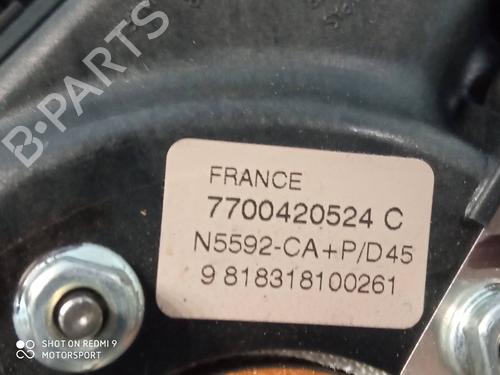 B-PARTS
FRANCE
7700420524 C
N5592-CA+P/D45
9 818318100261
SHOT ON REDMI 9
MOTORSPORT